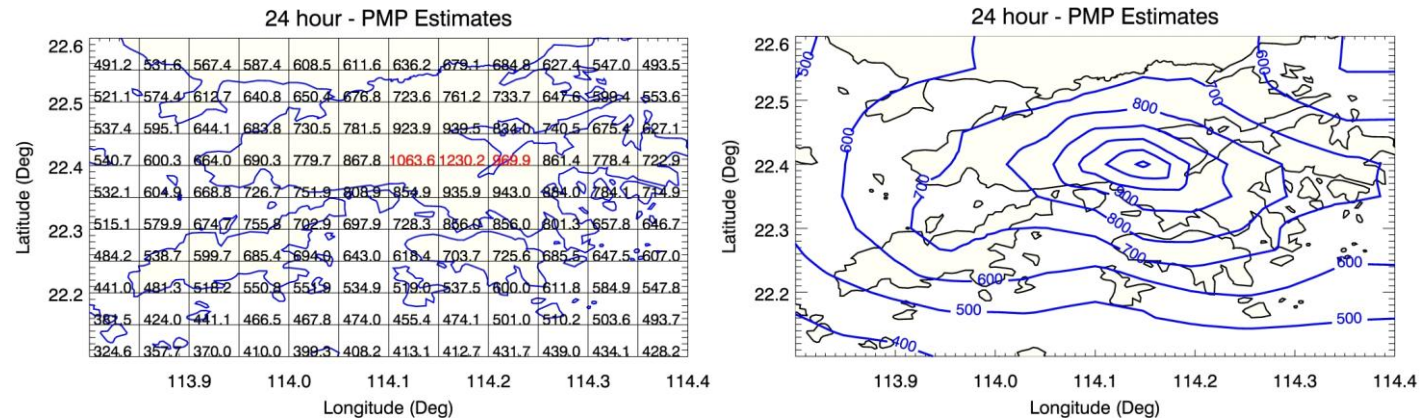 24 hour - PMP Estimates
Latitude (Deg)
22.6
22.5
22.4
22.3
22.2
491.2 531.6 567.4 587.4 608.5 611.6 636.2 679.1 684.8 627.4 547.0 493.5
521.1 574.4 612.7 640.8 650.4 676.8 723.6 761.2 733.7 647.6 599.4 553.6
537.4 595.1 644.1 683.8 730.5 781.5 923.9 939.5 834.0 740.5 675.4 627.1
540.7 600.3 664.0 690.3 779.7 867.8 1063.6 1230.2 969.9 861.4 778.4 722.9
532.1 604.9 668.8 726.7 751.9 808.9 854.9 935.9 943.0 884.0 784.1 714.9
515.1 579.9 674.7 755.8 702.9 697.9 728.3 856.0 856.0 801.3 657.8 646.7
484.2 538.7 599.7 685.4 694.0 643.0 618.4 703.7 725.6 685.5 647.5 607.0
441.0 481.3 518.2 550.8 551.9 534.9 519.0 537.5 600.0 611.8 584.9 547.8
381.5 424.0 441.1 466.5 467.8 474.0 455.4 474.1 501.0 510.2 503.6 493.7
324.6 357.7 370.0 410.0 399.3 408.2 413.1 412.7 431.7 439.0 434.1 428.2
113.9 114.0 114.1 114.2 114.3 114.4
Longitude (Deg)
24 hour - PMP Estimates
Latitude (Deg)
22.6
22.5
22.4
22.3
22.2
500
600
700
800
600
700
900
800
700
600
600
500
500
400
113.9 114.0 114.1 114.2 114.3 114.4
Longitude (Deg)